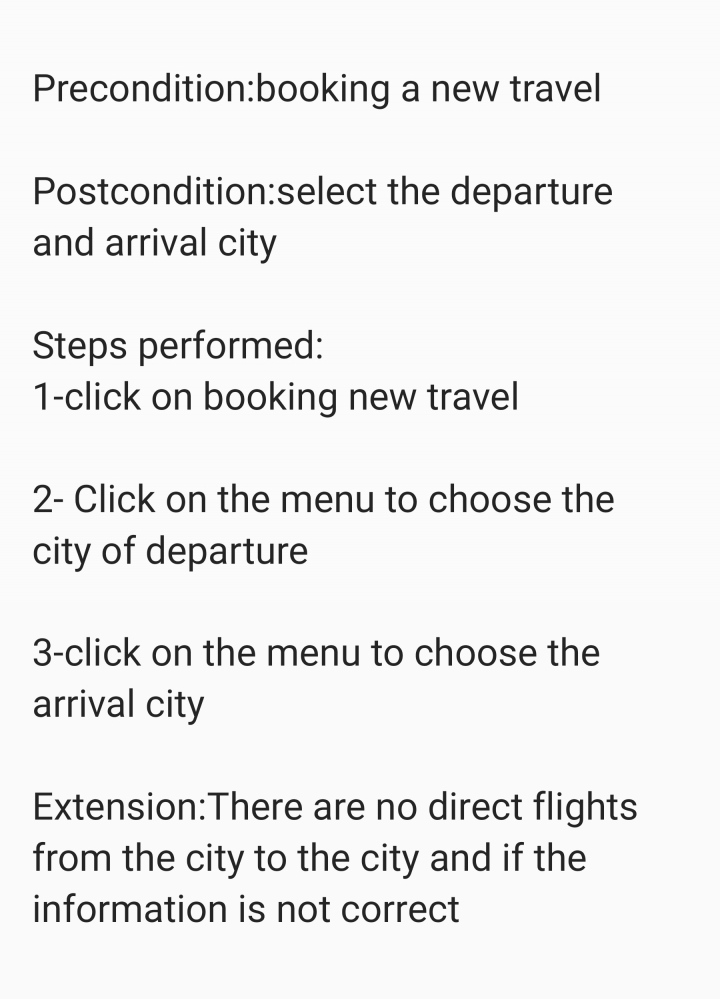 Precondition:booking a new travel
Postcondition:select the departure
and arrival city
Steps performed:
1-click on booking new travel
2- Click on the menu to choose the
city of departure
3-click on the menu to choose the
arrival city
Extension:There are no direct flights
from the city to the city and if the
information is not correct